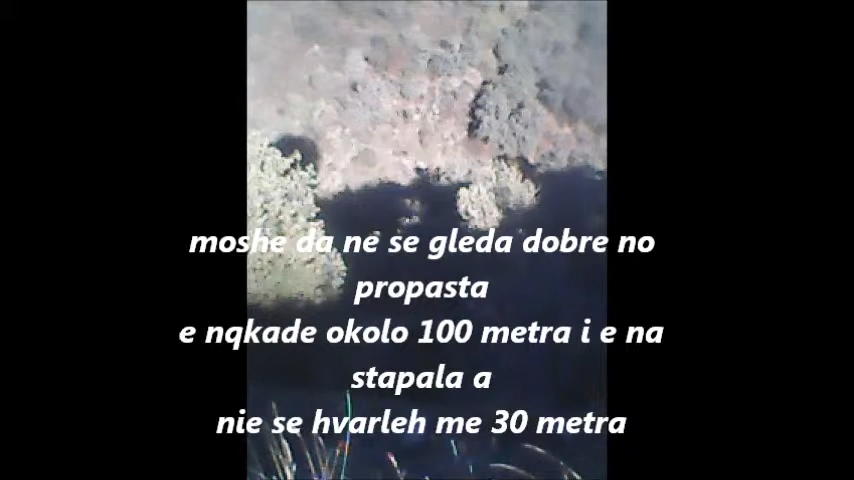 moshe da ne se gleda dobre no
propasta
e nqkade okolo 100 metra i e na
stapala a
nie se hvarleh me 30 metra